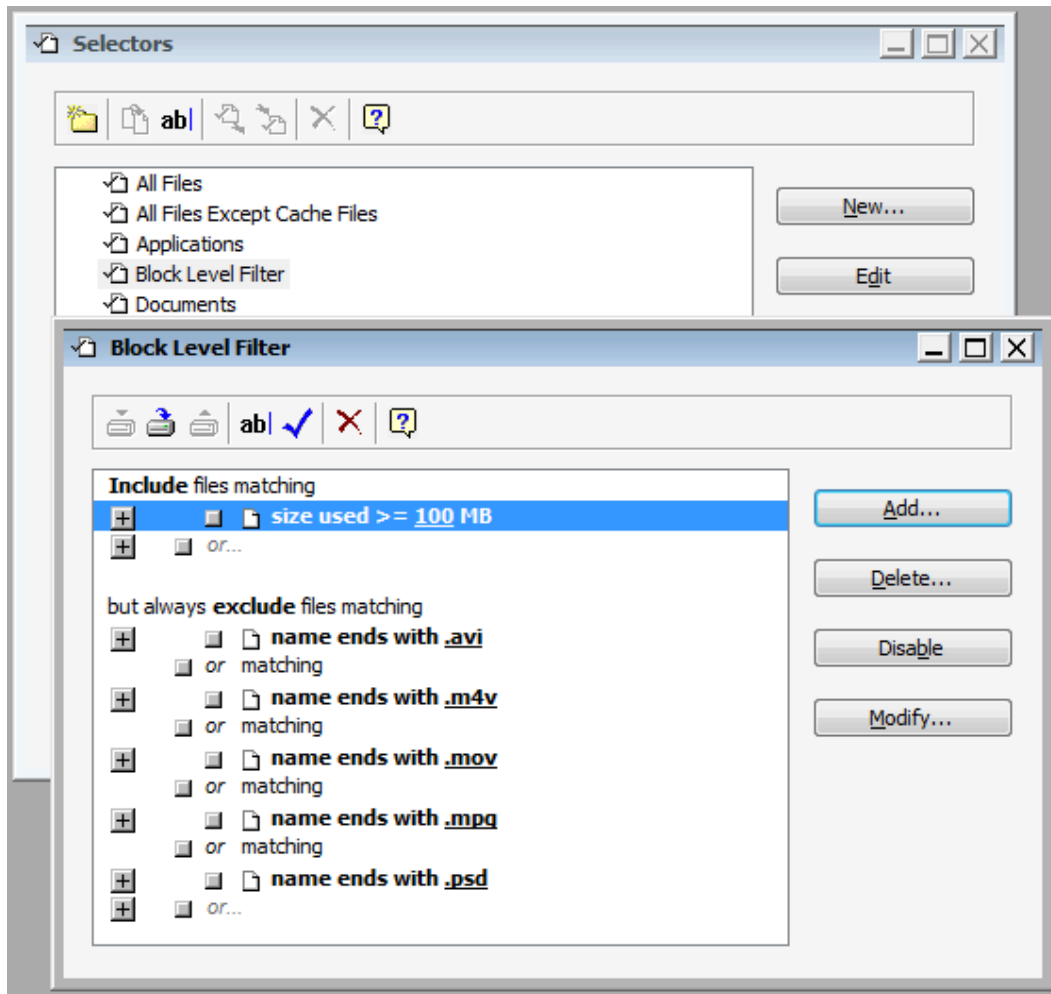 Selectors
ab|
All Files
All Files Except Cache Files
Applications
Block Level Filter
Documents
New...
Edit
Block Level Filter
ab|
Include files matching
size used >= 100 MB
or...
but always exclude files matching
name ends with .avi
or matching
name ends with .m4v
or matching
name ends with .mov
or matching
name ends with .mpg
or matching
name ends with .psd
or...
Add...
Delete...
Disable
Modify...